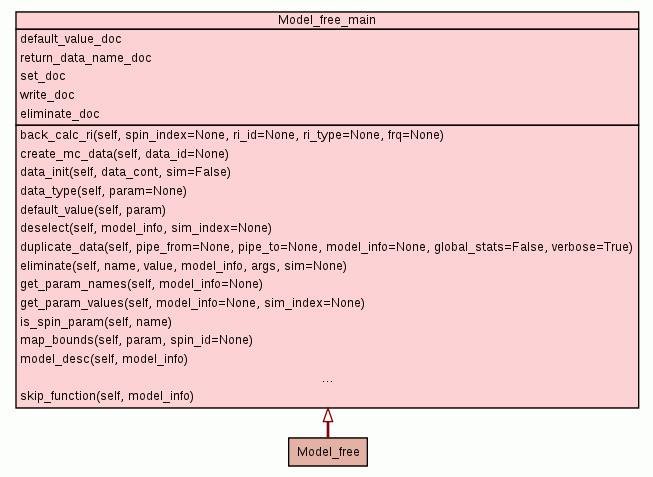 Model_free_main
default_value_doc
return_data_name_doc
set_doc
write_doc
eliminate_doc
back_calc_ri(self, spin_index=None, ri_id=None, ri_type=None, frq=None)
create_mc_data(self, data_id=None)
data_init(self, data_cont, sim=False)
data_type(self, param=None)
default_value(self, param)
deselect(self, model_info, sim_index=None)
duplicate_data(self, pipe_from=None, pipe_to=None, model_info=None, global_stats=False, verbose=True)
eliminate(self, name, value, model_info, args, sim=None)
get_param_names(self, model_info=None)
get_param_values(self, model_info=None, sim_index=None)
is_spin_param(self, name)
map_bounds(self, param, spin_id=None)
model_desc(self, model_info)
...
skip_function(self, model_info)
Model_free